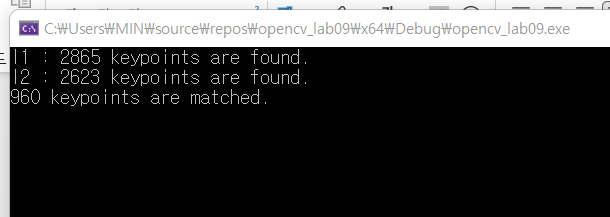 C:₩Users₩MIN₩source₩repos₩opencv_lab09₩x64₩Debug₩opencv_lab09.exe
I1 : 2865 keypoints are found.
I2 : 2623 keypoints are found.
960 keypoints are matched.